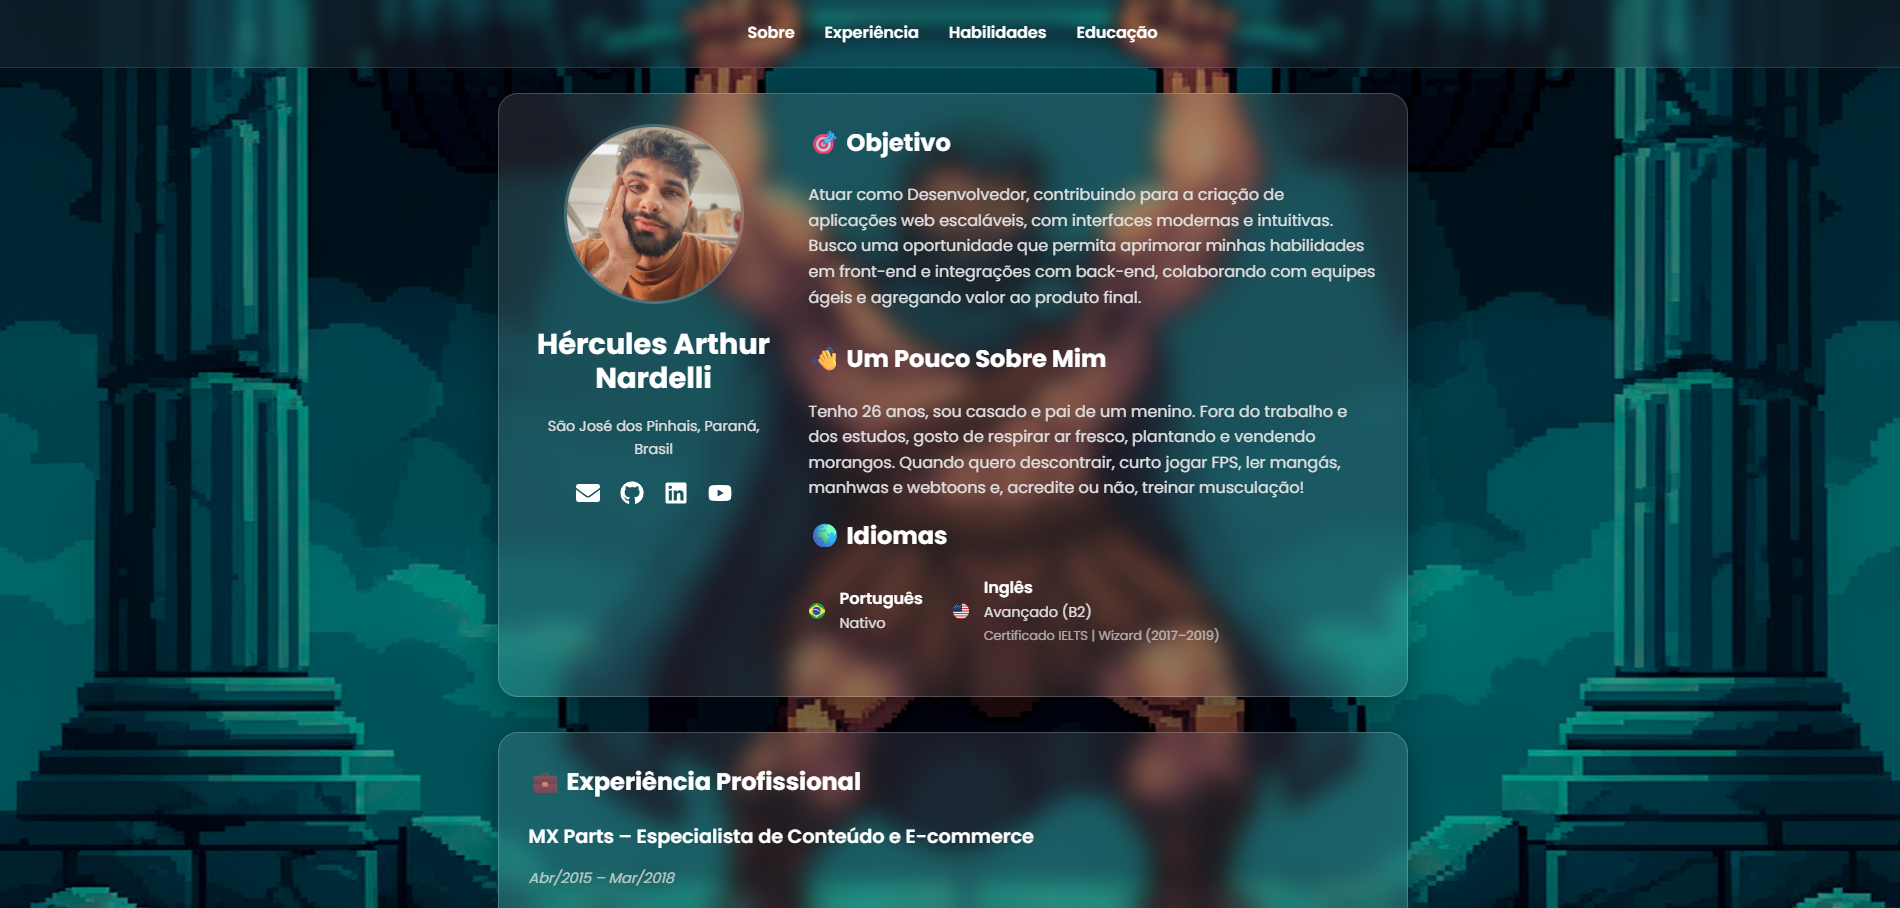 Sobre Experiência Habilidades Educação
Hércules Arthur
Nardelli
São José dos Pinhais, Paraná,
Brasil
Objetivo
Atuar como Desenvolvedor, contribuindo para a criação de
aplicações web escaláveis, com interfaces modernas e intuitivas.
Busco uma oportunidade que permita aprimorar minhas habilidades
em front-end e integrações com back-end, colaborando com equipes
ágeis e agregando valor ao produto final.
Um Pouco Sobre Mim
Tenho 26 anos, sou casado e pai de um menino. Fora do trabalho e
dos estudos, gosto de respirar ar fresco, plantando e vendendo
morangos. Quando quero descontrair, curto jogar FPS, ler mangás,
manhwas e webtoons e, acredite ou não, treinar musculação!
Idiomas
Português
Nativo
Inglês
Avançado (B2)
Certificado IELTS | Wizard (2017–2019)
Experiência Profissional
MX Parts – Especialista de Conteúdo e E-commerce
Abr/2015 – Mar/2018